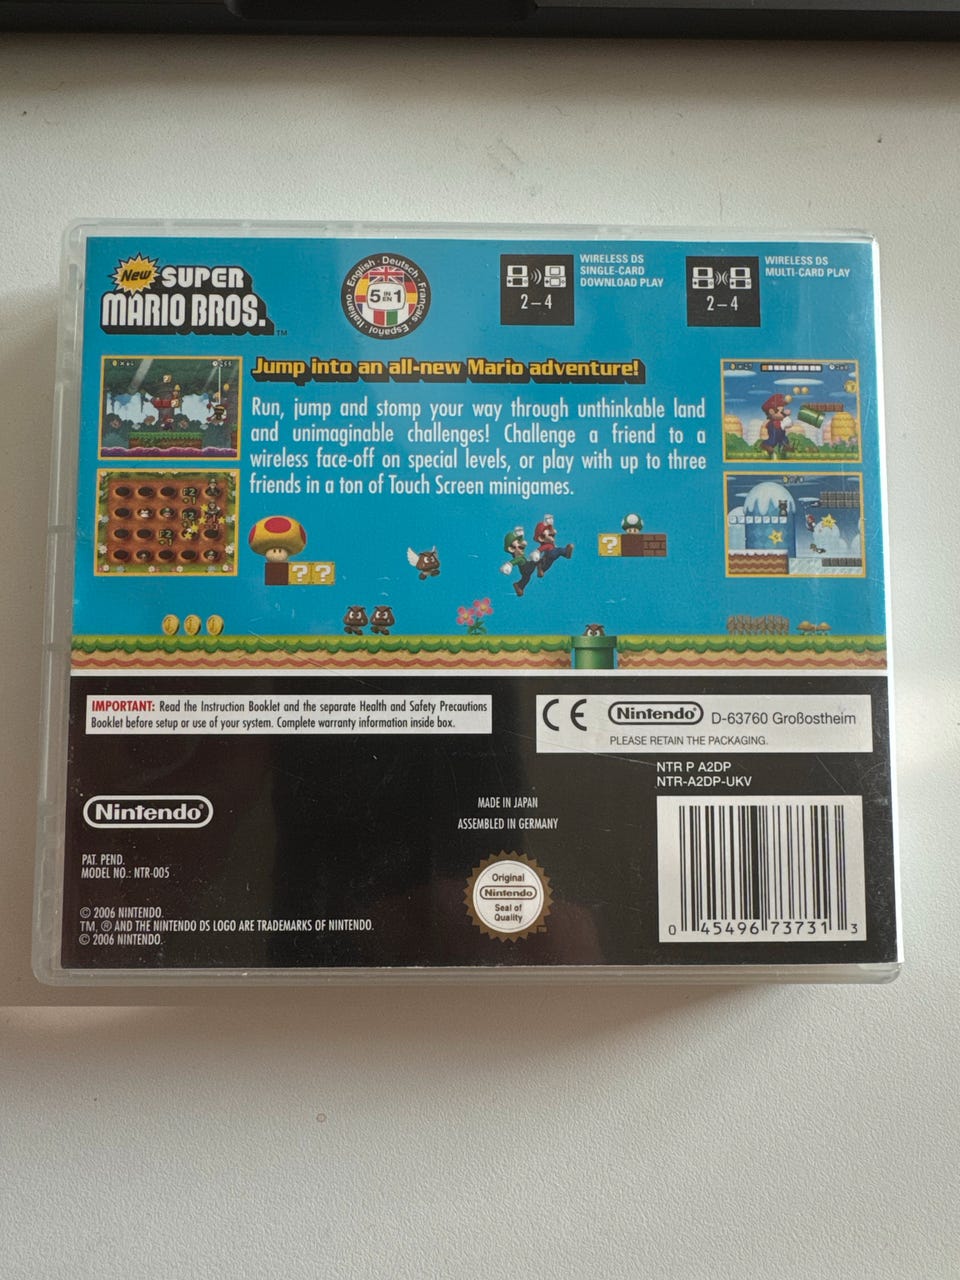 New SUPER
MARIO BROS.™
English · Deutsch · Français · Español · Italiano ·
5 IN EN 1
WIRELESS DS
SINGLE-CARD
DOWNLOAD PLAY
2–4
WIRELESS DS
MULTI-CARD PLAY
2–4
Jump into an all-new Mario adventure!
Run, jump and stomp your way through unthinkable land
and unimaginable challenges! Challenge a friend to a
wireless face-off on special levels, or play with up to three
friends in a ton of Touch Screen minigames.
IMPORTANT: Read the Instruction Booklet and the separate Health and Safety Precautions
Booklet before setup or use of your system. Complete warranty information inside box.
CE Nintendo® D-63760 Großostheim
PLEASE RETAIN THE PACKAGING.
NTR P A2DP
NTR-A2DP-UKV
Nintendo®
MADE IN JAPAN
ASSEMBLED IN GERMANY
PAT. PEND.
MODEL NO.: NTR-005
Original
Nintendo
Seal of
Quality
© 2006 NINTENDO.
TM, ® AND THE NINTENDO DS LOGO ARE TRADEMARKS OF NINTENDO.
© 2006 NINTENDO.
0 45496 73731 3